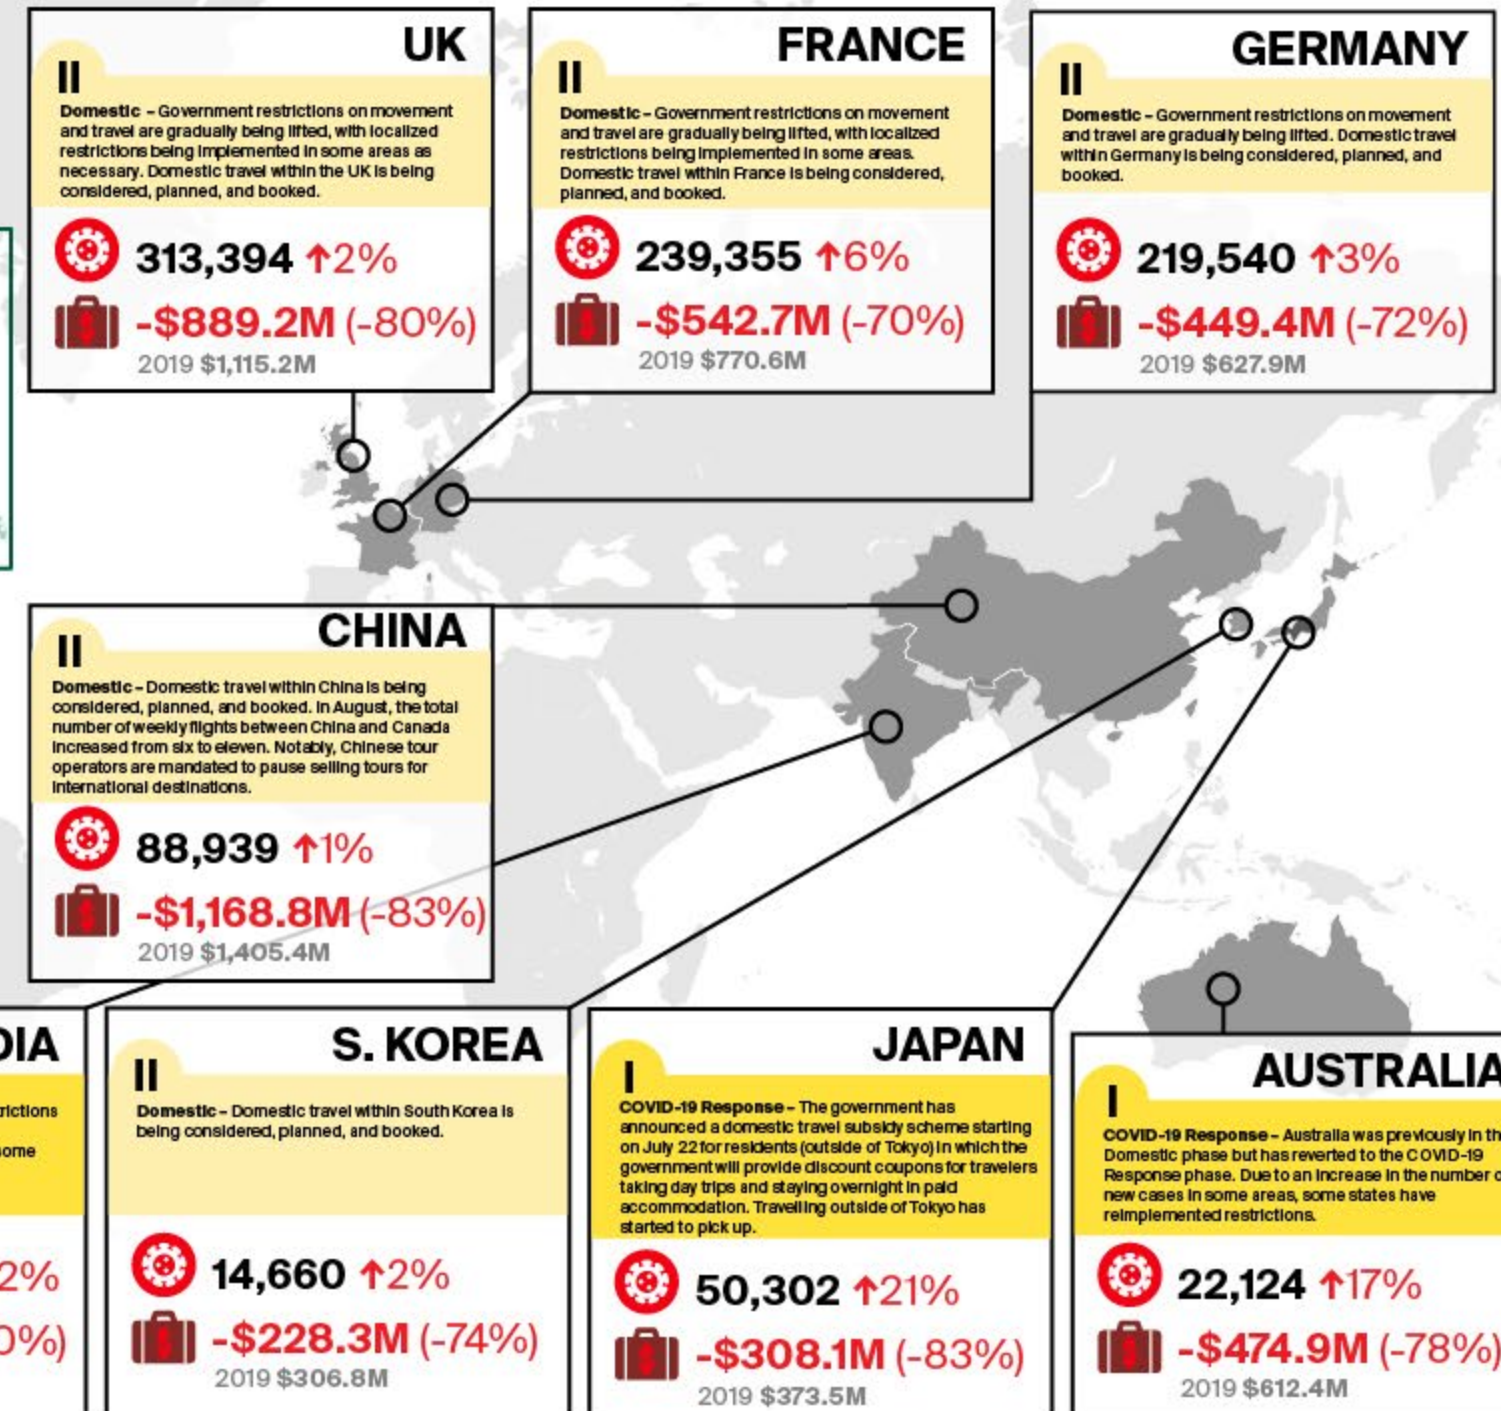 UK
II
Domestic – Government restrictions on movement
and travel are gradually being lifted, with localized
restrictions being implemented in some areas as
necessary. Domestic travel within the UK is being
considered, planned, and booked.
313,394 ↑2%
-$889.2M (-80%)
2019 $1,115.2M
FRANCE
II
Domestic – Government restrictions on movement
and travel are gradually being lifted, with localized
restrictions being implemented in some areas.
Domestic travel within France is being considered,
planned, and booked.
239,355 ↑6%
-$542.7M (-70%)
2019 $770.6M
GERMANY
II
Domestic – Government restrictions on movement
and travel are gradually being lifted. Domestic travel
within Germany is being considered, planned, and
booked.
219,540 ↑3%
-$449.4M (-72%)
2019 $627.9M
CHINA
II
Domestic – Domestic travel within China is being
considered, planned, and booked. In August, the total
number of weekly flights between China and Canada
increased from six to eleven. Notably, Chinese tour
operators are mandated to pause selling tours for
international destinations.
88,939 ↑1%
-$1,168.8M (-83%)
2019 $1,405.4M
DIA
rictions
ome
2%
0%)
S. KOREA
II
Domestic – Domestic travel within South Korea is
being considered, planned, and booked.
14,660 ↑2%
-$228.3M (-74%)
2019 $306.8M
JAPAN
I
COVID-19 Response – The government has
announced a domestic travel subsidy scheme starting
on July 22 for residents (outside of Tokyo) in which the
government will provide discount coupons for travelers
taking day trips and staying overnight in paid
accommodation. Travelling outside of Tokyo has
started to pick up.
50,302 ↑21%
-$308.1M (-83%)
2019 $373.5M
AUSTRALIA
I
COVID-19 Response – Australia was previously in th
Domestic phase but has reverted to the COVID-19
Response phase. Due to an increase in the number o
new cases in some areas, some states have
reimplemented restrictions.
22,124 ↑17%
-$474.9M (-78%)
2019 $612.4M